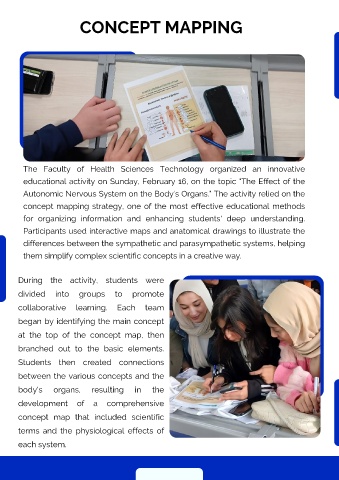 CONCEPT MAPPING
The Faculty of Health Sciences Technology organized an innovative
educational activity on Sunday, February 16, on the topic "The Effect of the
Autonomic Nervous System on the Body's Organs." The activity relied on the
concept mapping strategy, one of the most effective educational methods
for organizing information and enhancing students' deep understanding.
Participants used interactive maps and anatomical drawings to illustrate the
differences between the sympathetic and parasympathetic systems, helping
them simplify complex scientific concepts in a creative way.
During the activity, students were
divided into groups to promote
collaborative learning. Each team
began by identifying the main concept
at the top of the concept map, then
branched out to the basic elements.
Students then created connections
between the various concepts and the
body's organs, resulting in the
development of a comprehensive
concept map that included scientific
terms and the physiological effects of
each system.